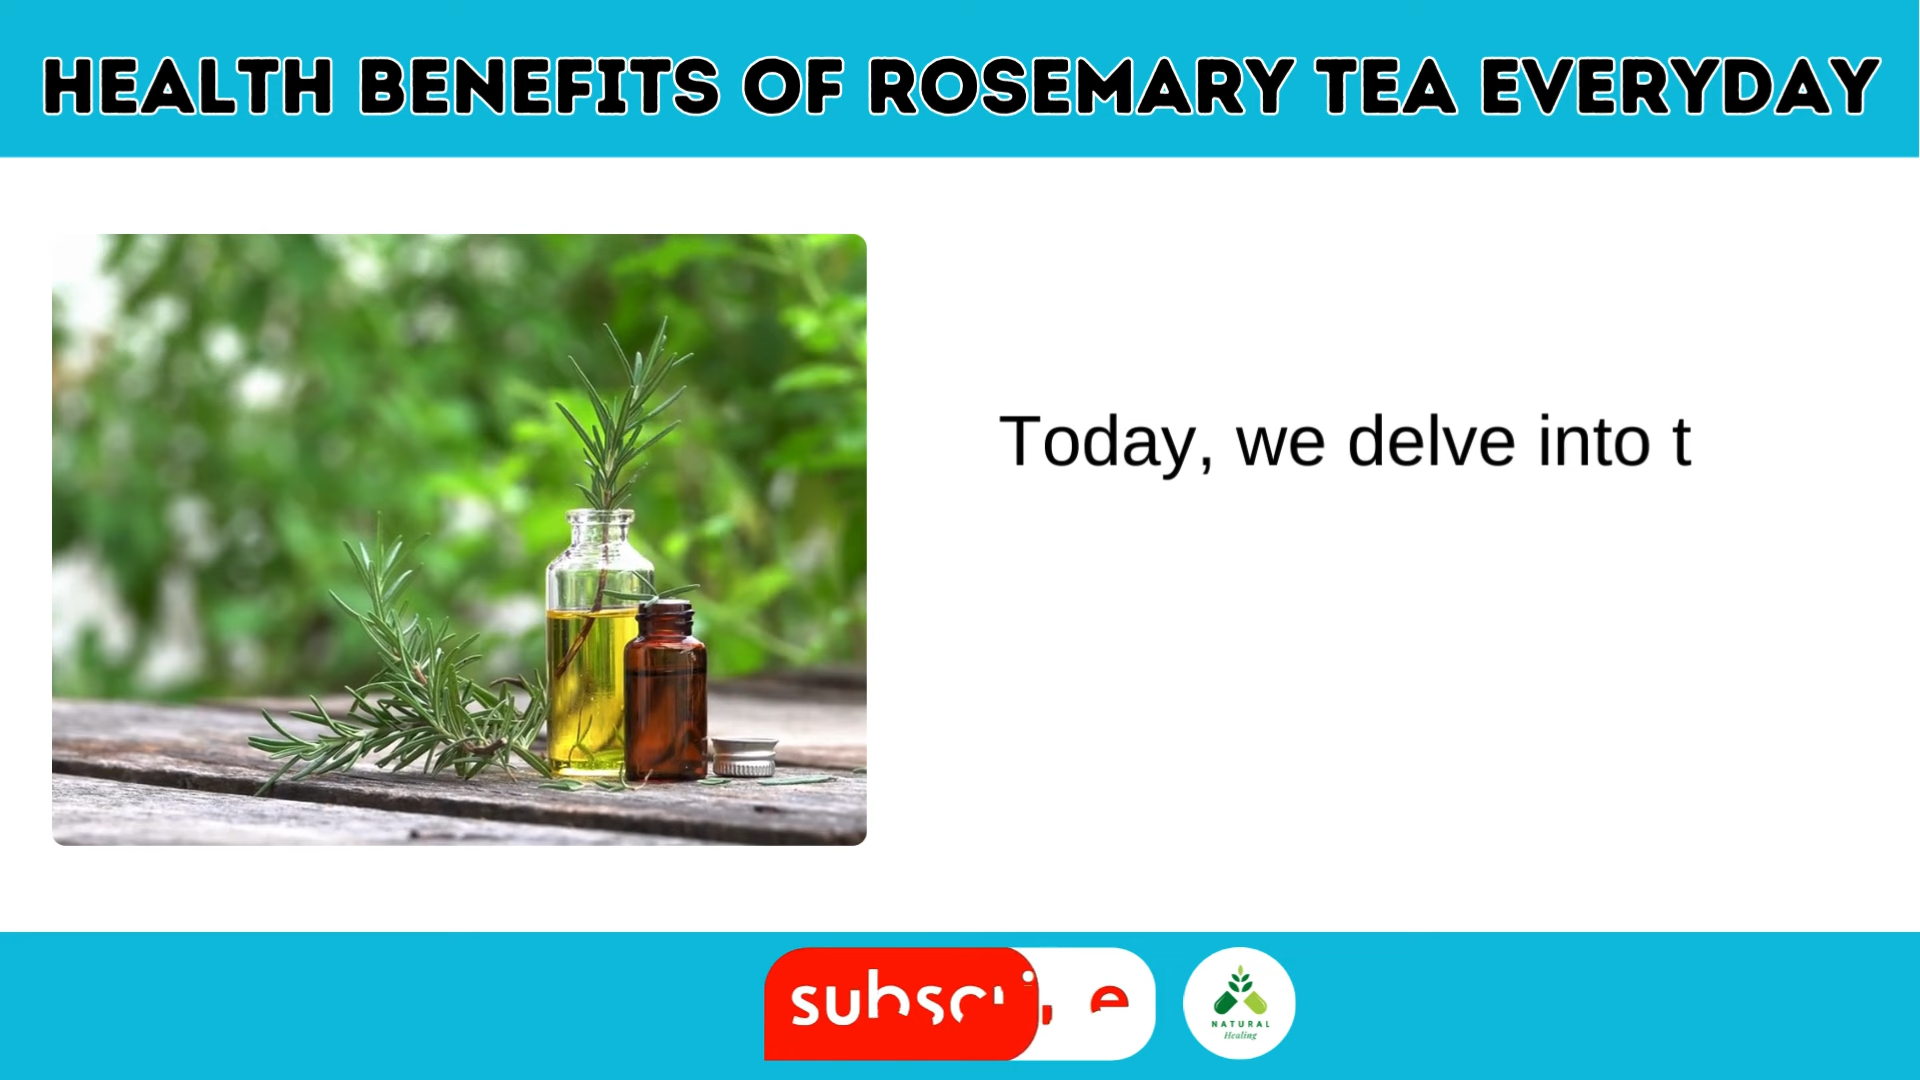 HEALTH BENEFITS OF ROSEMARY TEA EVERYDAY
Today, we delve into t
NATURAL
Healing